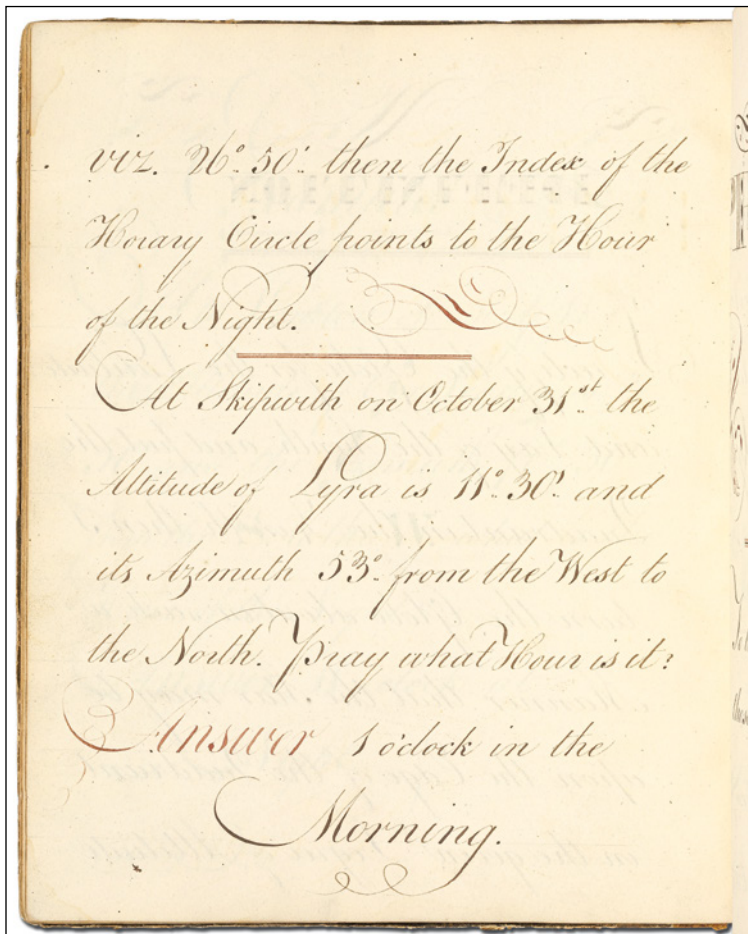 viz. 26°. 50'. then the Index of the
Horary Circle points to the Hour
of the Night.
At Skipwith on October 31st.. the
Altitude of Lyra is 11°. 30'. and
its Azimuth 53°. from the West to
the North. Pray what Hour is it?
Answer 1 o'clock in the
Morning.